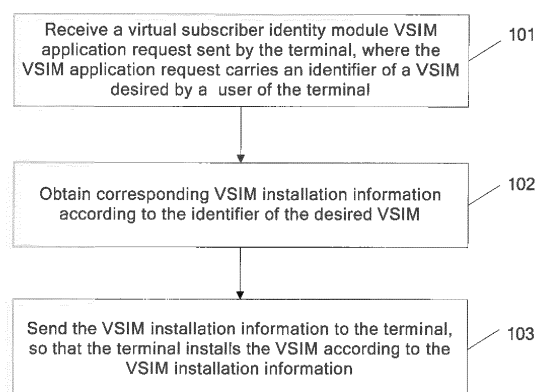 Receive a virtual subscriber identity module VSIM
application request sent by the terminal, where the
VSIM application request carries an identifier of a VSIM
desired by a user of the terminal
101
Obtain corresponding VSIM installation information
according to the identifier of the desired VSIM
102
Send the VSIM installation information to the terminal,
so that the terminal installs the VSIM according to the
VSIM installation information
103